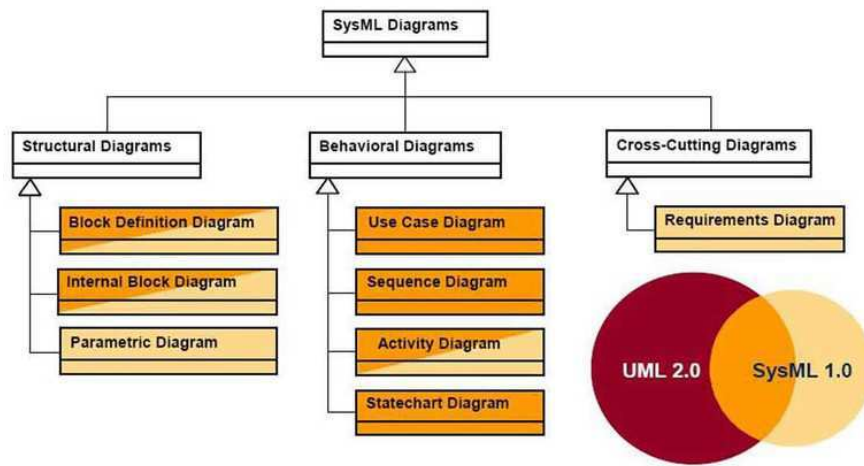 SysML Diagrams
Structural Diagrams
Behavioral Diagrams
Cross-Cutting Diagrams
Block Definition Diagram
Use Case Diagram
Requirements Diagram
Internal Block Diagram
Sequence Diagram
Parametric Diagram
Activity Diagram
Statechart Diagram
UML 2.0
SysML 1.0